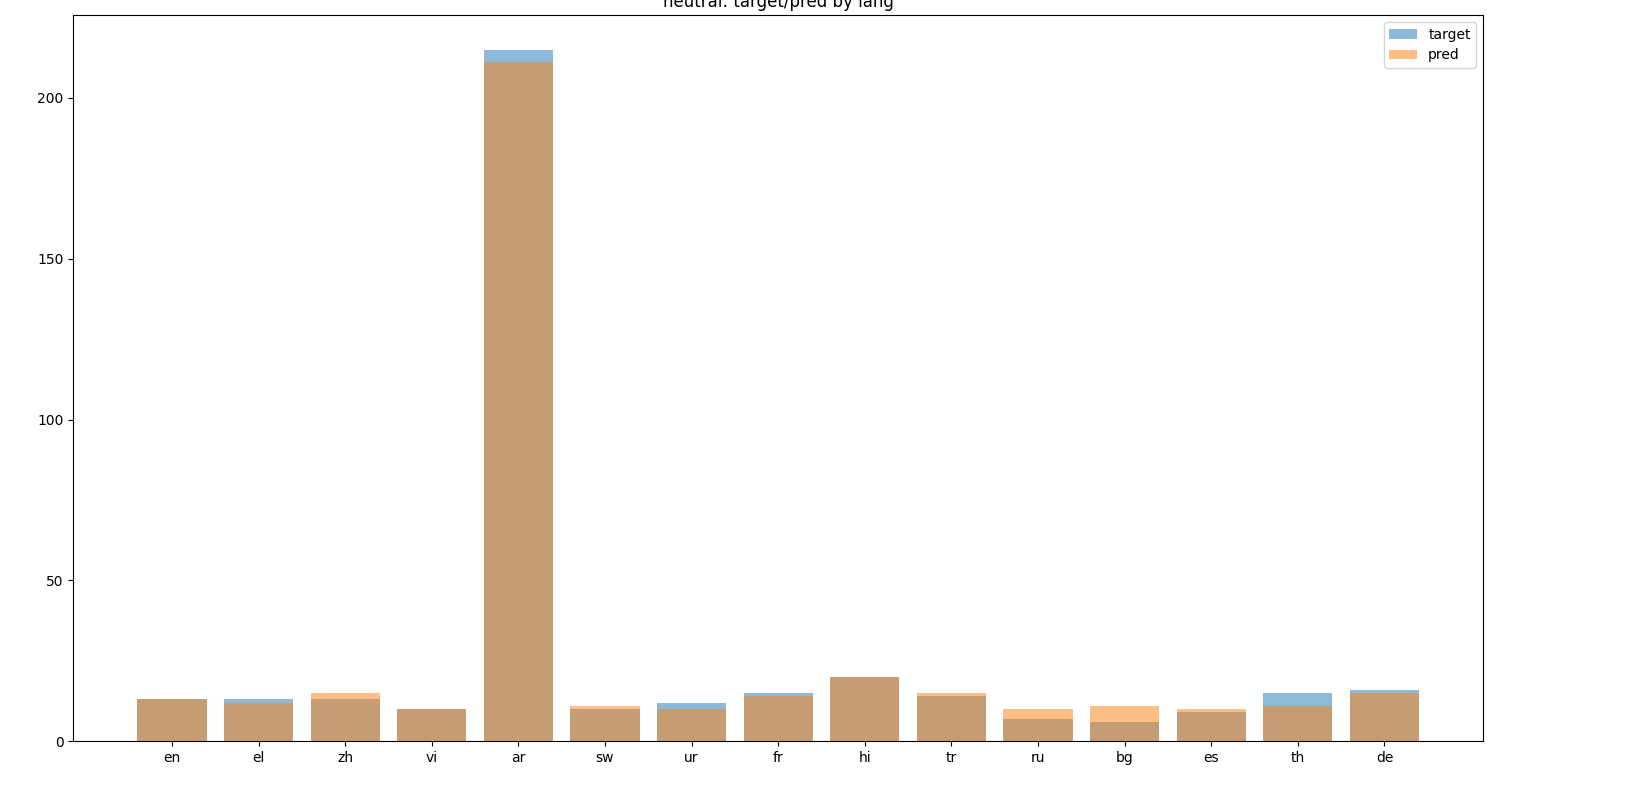 neutral: target/pred by lang
target
pred
200
150
100
50
0
en el zh vi ar sw ur fr hi tr ru bg es th de